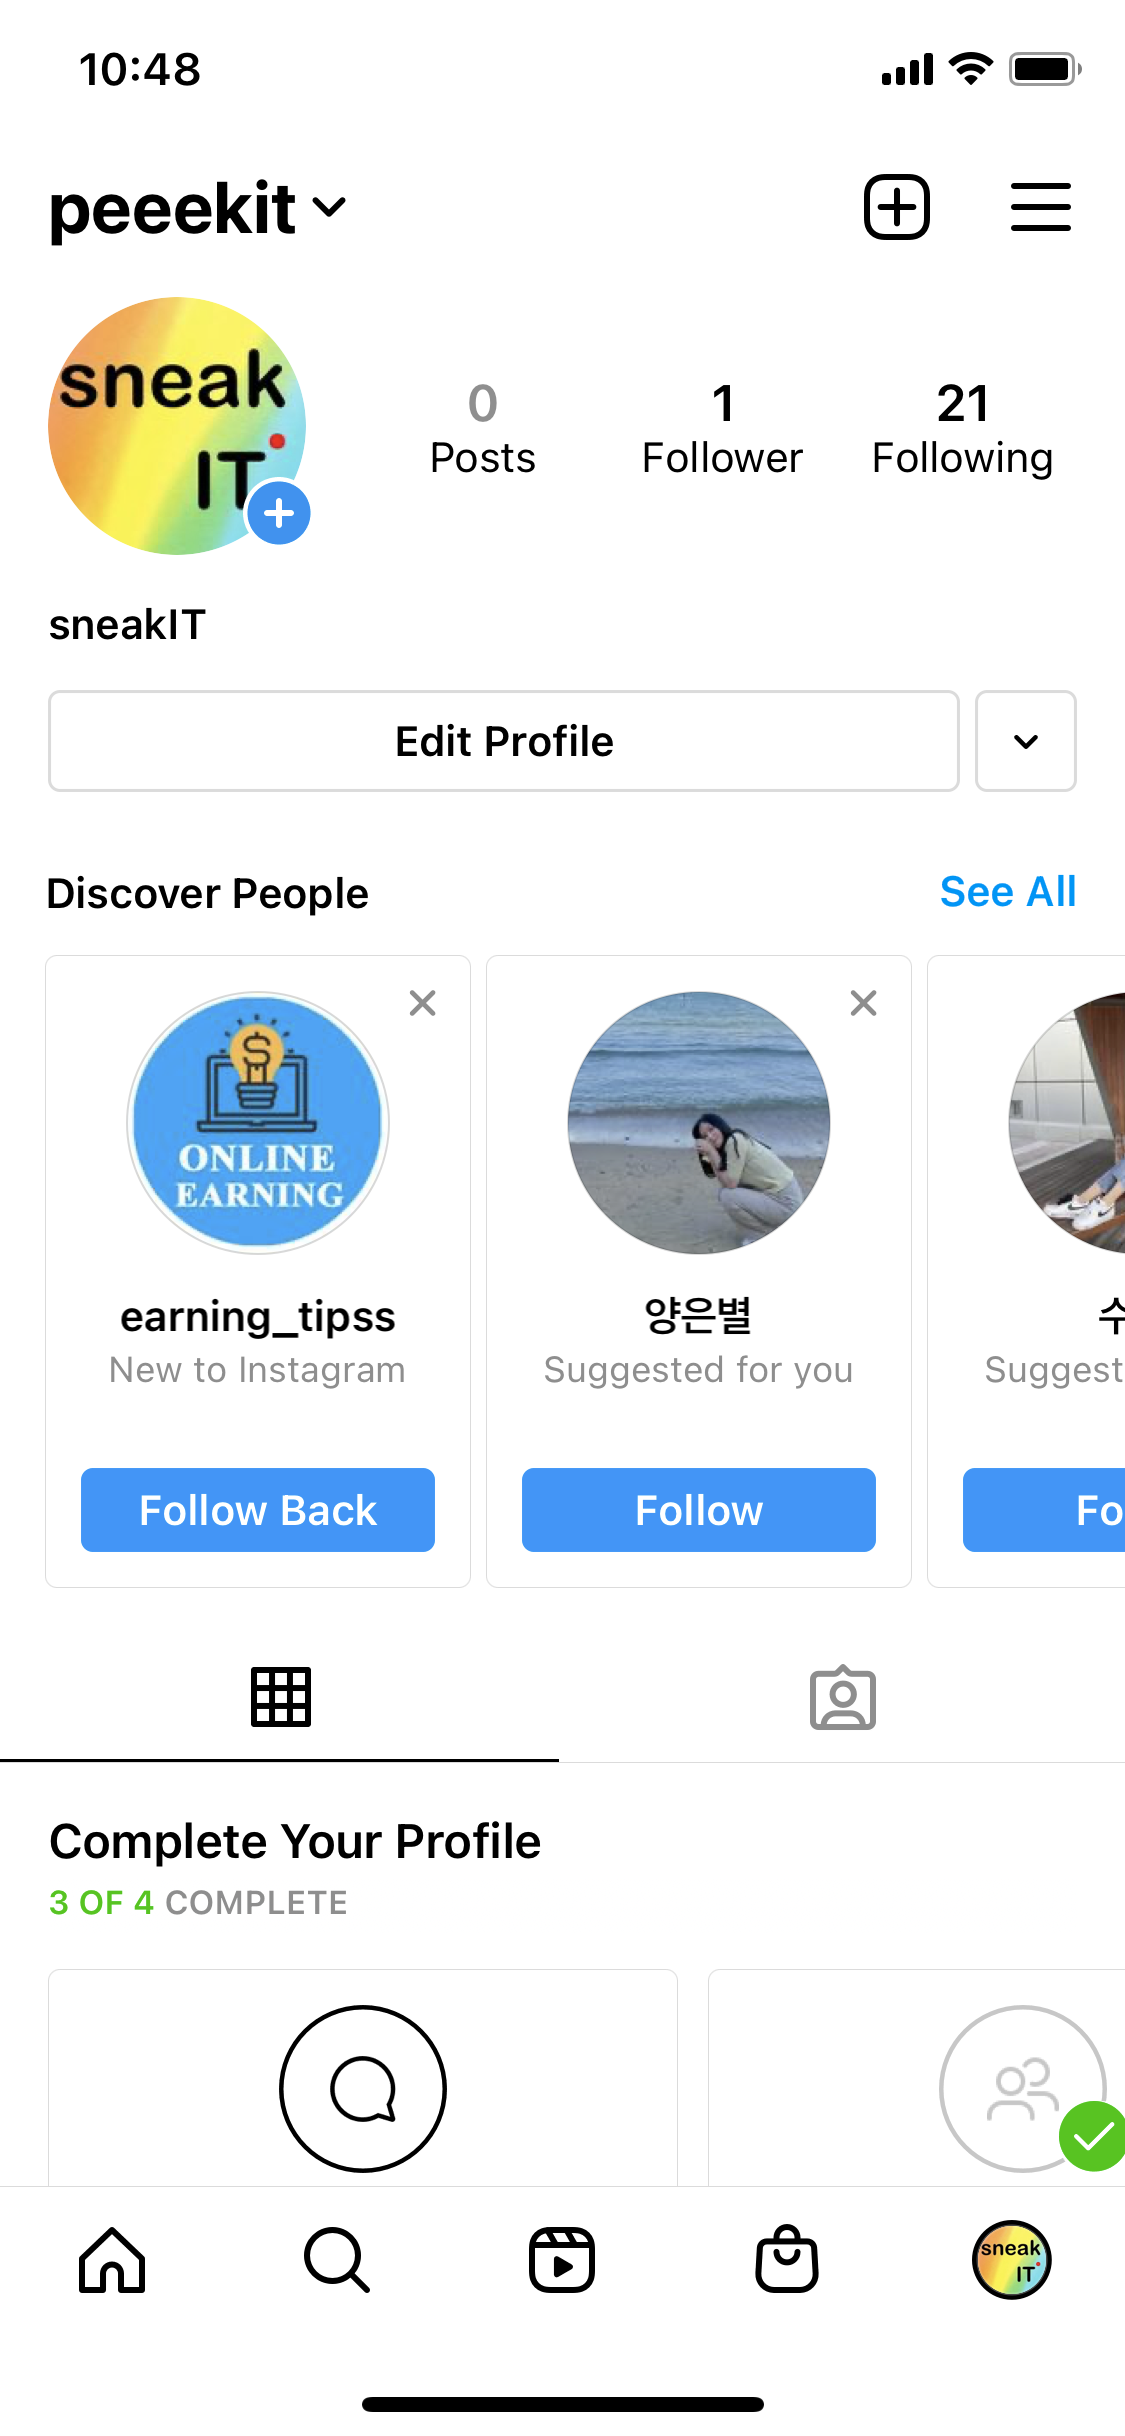 10:48
peeekit
sneak
IT
0
Posts
1
Follower
21
Following
sneakIT
Edit Profile
Discover People
See All
ONLINE
EARNING
earning_tipss
New to Instagram
Follow Back
양은별
Suggested for you
Follow
수
Suggest
Fo
Complete Your Profile
3 OF 4 COMPLETE
sneak
IT